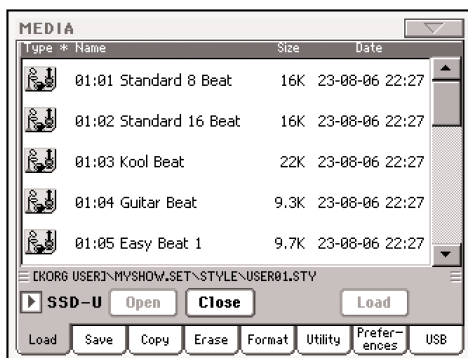 MEDIA
Type * Name Size Date
01:01 Standard 8 Beat 16K 23-08-06 22:27
01:02 Standard 16 Beat 16K 23-08-06 22:27
01:03 Kool Beat 22K 23-08-06 22:27
01:04 Guitar Beat 9.3K 23-08-06 22:27
01:05 Easy Beat 1 9.7K 23-08-06 22:27
[KORG USER]\MYSHOW.SET\STYLE\USER01.STY
SSD-U Open Close Load
Load Save Copy Erase Format Utility Prefer-
ences USB